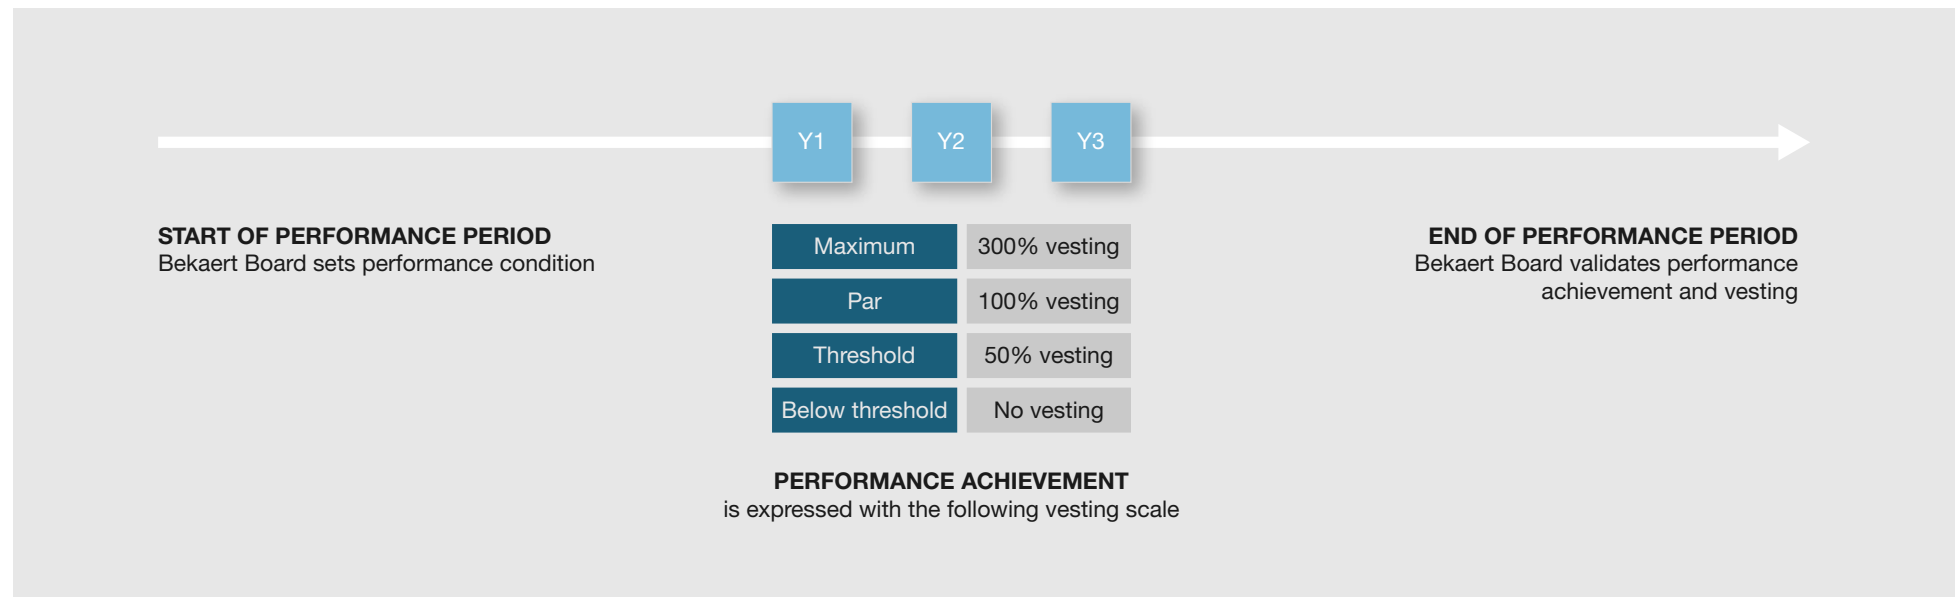 Y1 Y2 Y3
START OF PERFORMANCE PERIOD
Bekaert Board sets performance condition
Maximum 300% vesting
Par 100% vesting
Threshold 50% vesting
Below threshold No vesting
PERFORMANCE ACHIEVEMENT
is expressed with the following vesting scale
END OF PERFORMANCE PERIOD
Bekaert Board validates performance
achievement and vesting